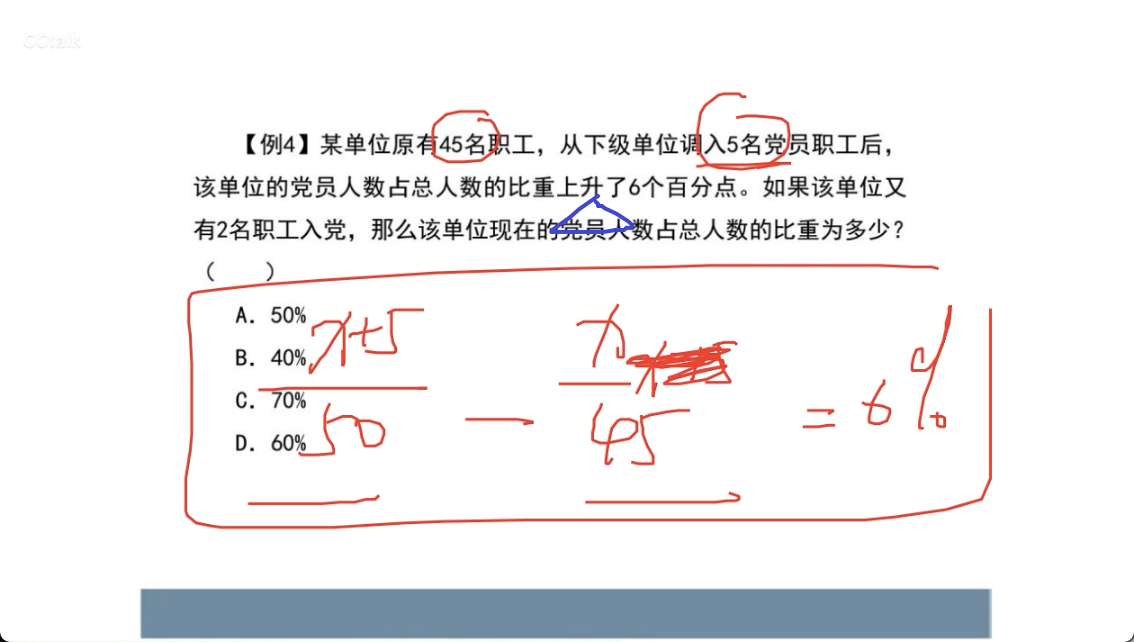 CCtalk
【例4】某单位原有45名职工，从下级单位调入5名党员职工后，
该单位的党员人数占总人数的比重上升了6个百分点。如果该单位又
有2名职工入党，那么该单位现在的党员人数占总人数的比重为多少？
（　　）
A. 50%
B. 40%
C. 70%
D. 60%
x+5
50
—
x
45
= 6%